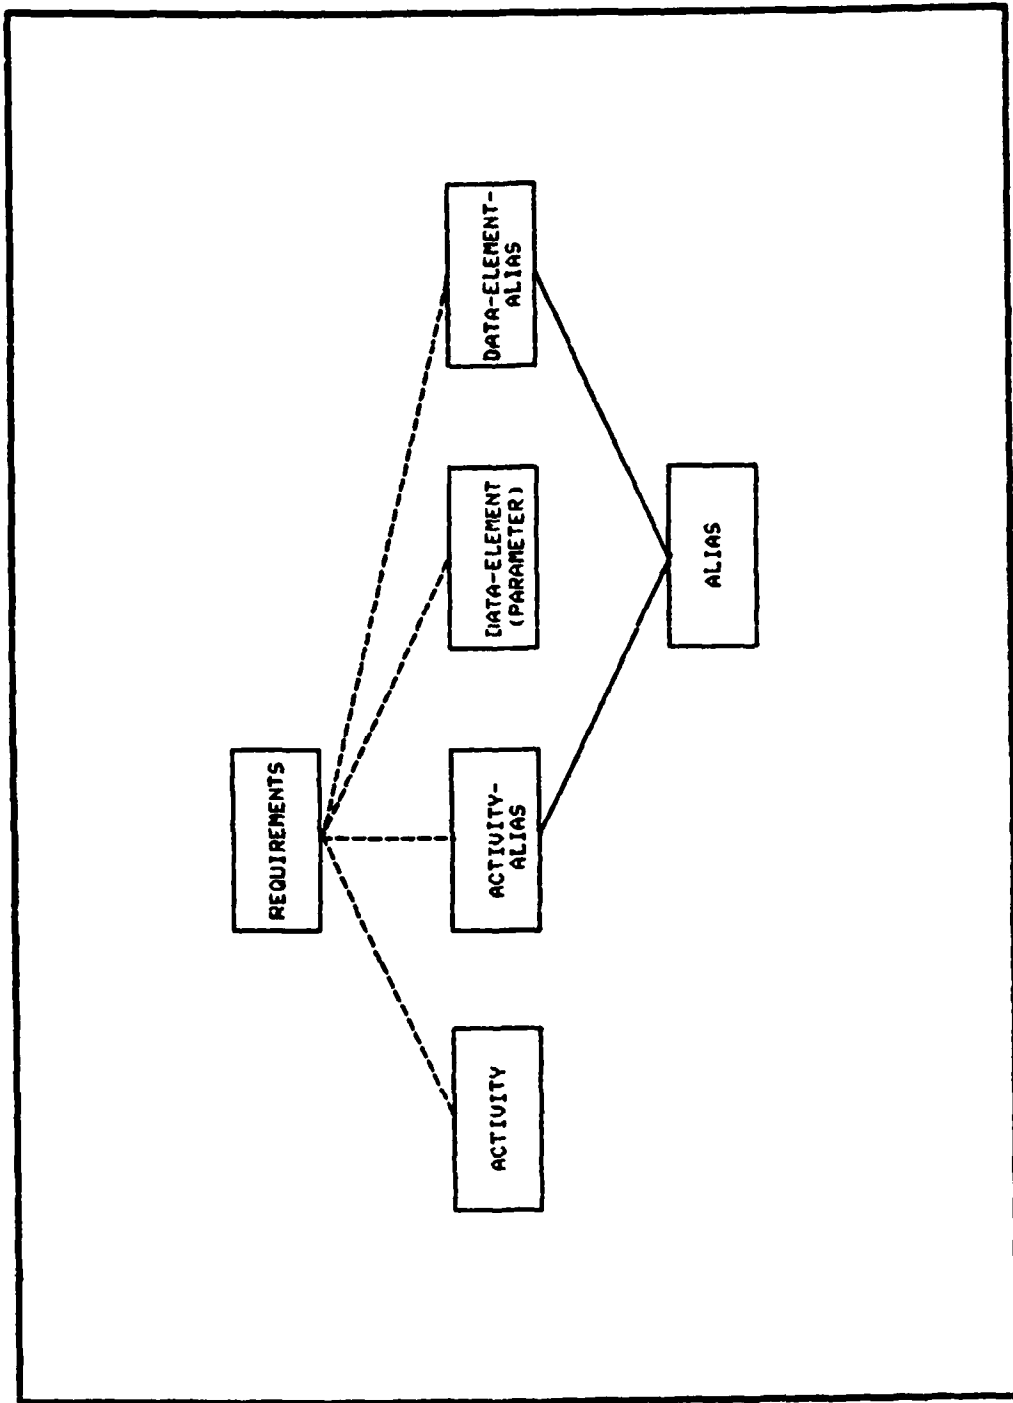 REQUIREMENTS
ACTIVITY
ACTIVITY-
ALIAS
DATA-ELEMENT
(PARAMETER)
DATA-ELEMENT-
ALIAS
ALIAS